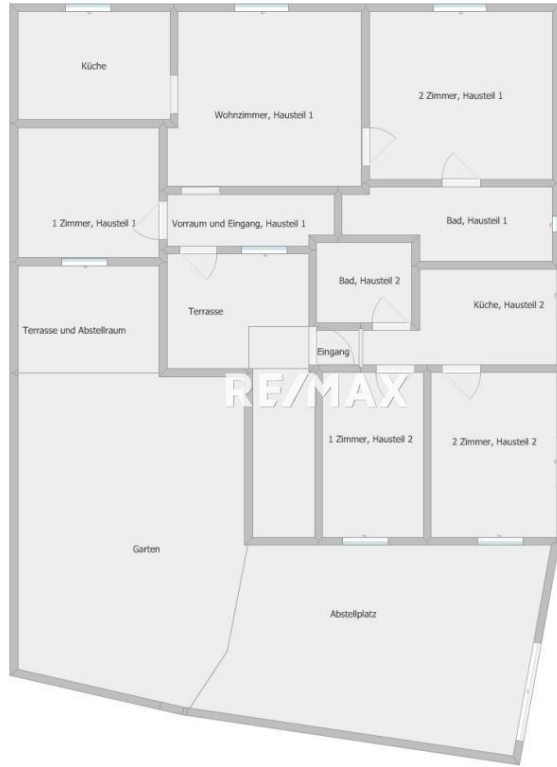 Küche
Wohnzimmer, Hausteil 1
2 Zimmer, Hausteil 1
1 Zimmer, Hausteil 1
Vorraum und Eingang, Hausteil 1
Bad, Hausteil 1
Bad, Hausteil 2
Küche, Hausteil 2
Terrasse
Terrasse und Abstellraum
Eingang
RE/MAX
1 Zimmer, Hausteil 2
2 Zimmer, Hausteil 2
Garten
Abstellplatz